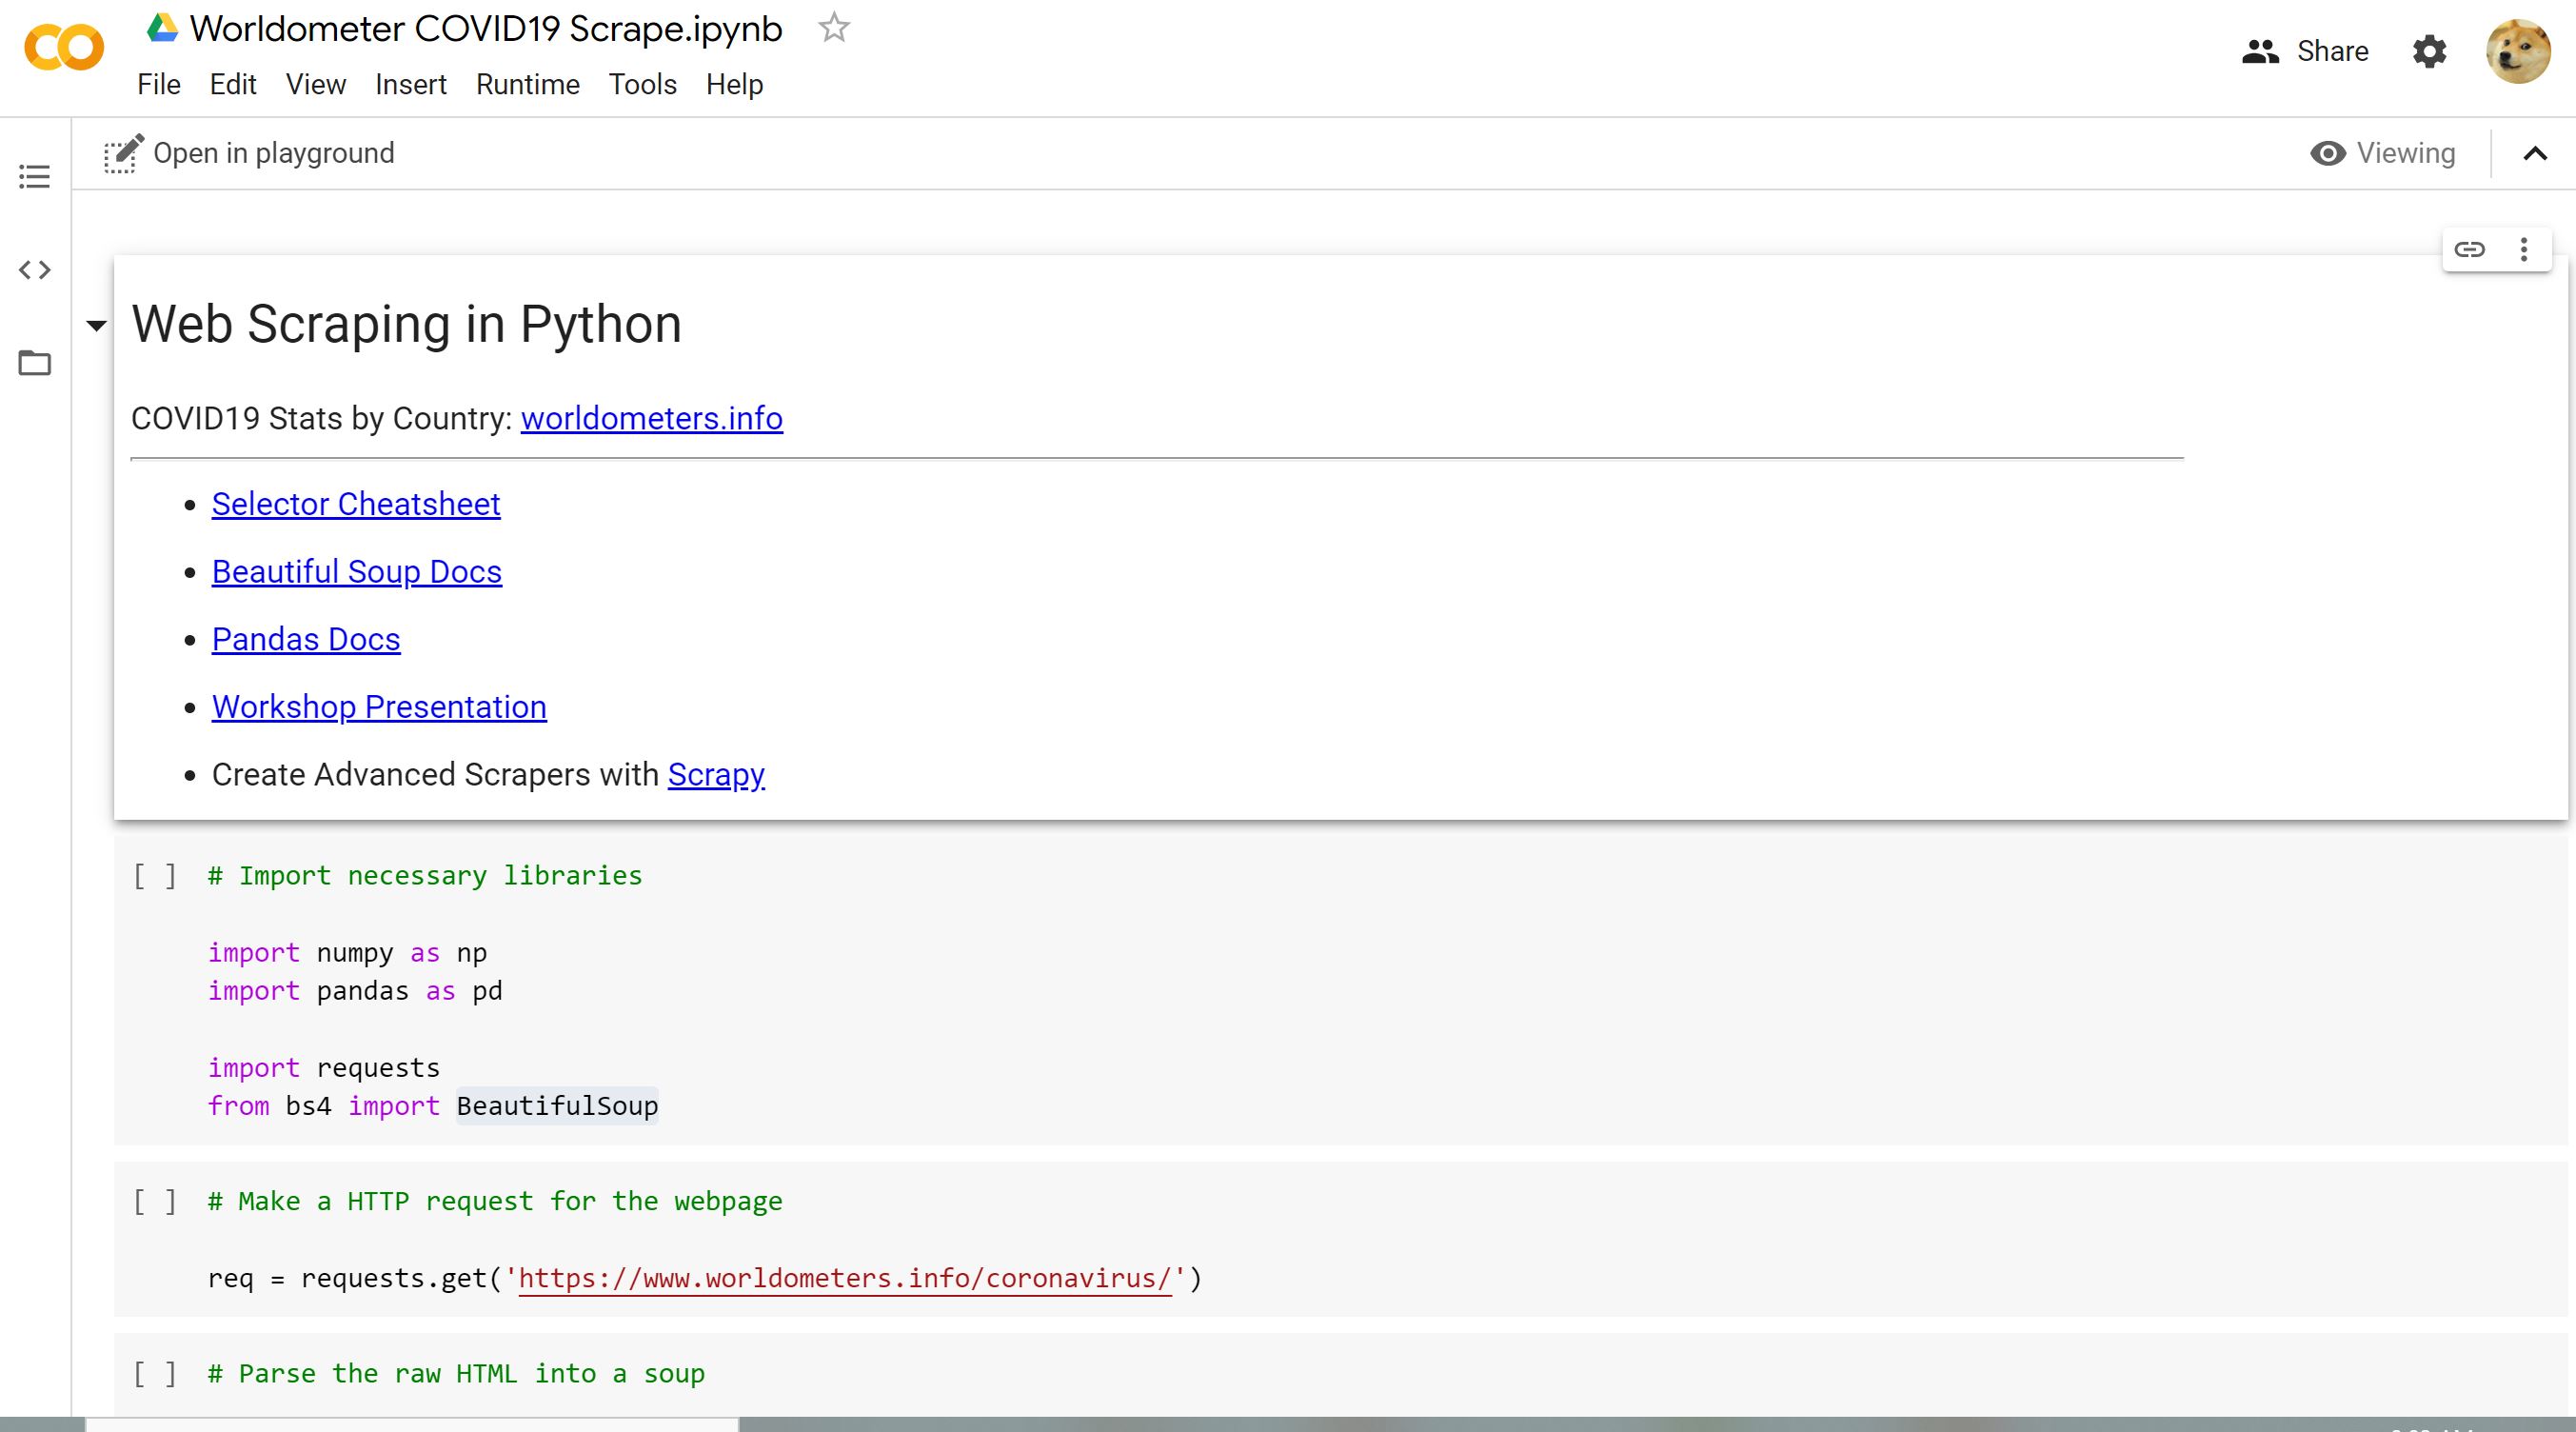 Worldometer COVID19 Scrape.ipynb
File Edit View Insert Runtime Tools Help
Share
Open in playground
Viewing
Web Scraping in Python
COVID19 Stats by Country: worldometers.info
• Selector Cheatsheet
• Beautiful Soup Docs
• Pandas Docs
• Workshop Presentation
• Create Advanced Scrapers with Scrapy
[ ] # Import necessary libraries
import numpy as np
import pandas as pd
import requests
from bs4 import BeautifulSoup
[ ] # Make a HTTP request for the webpage
req = requests.get('https://www.worldometers.info/coronavirus/')
[ ] # Parse the raw HTML into a soup